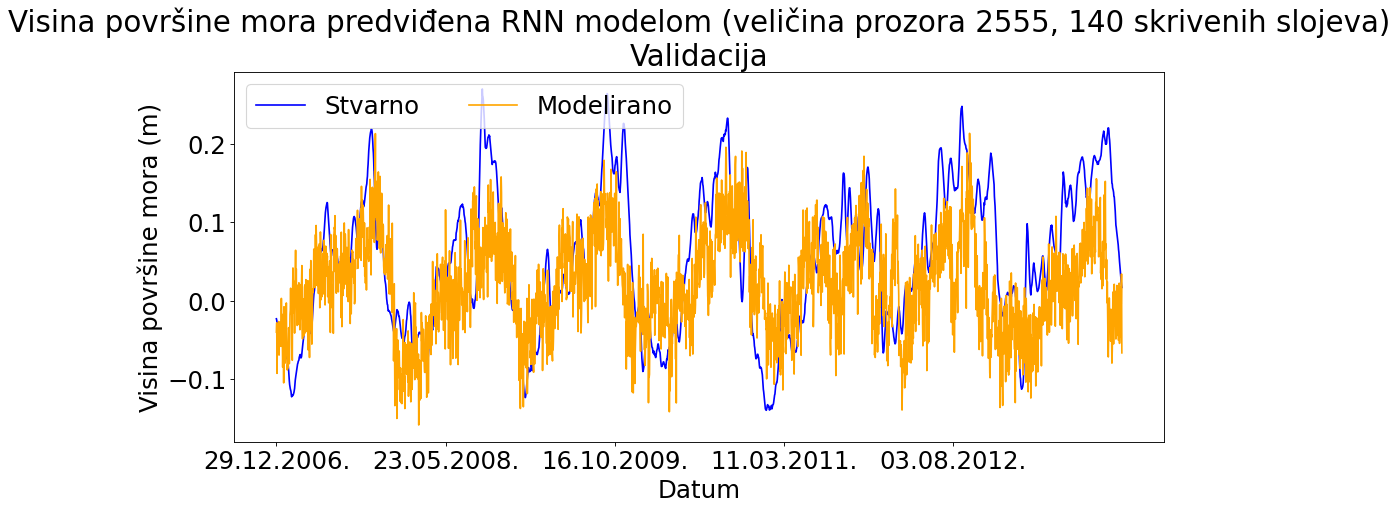 Visina površine mora predviđena RNN modelom (veličina prozora 2555, 140 skrivenih slojeva)
Validacija
Stvarno
Modelirano
Visina površine mora (m)
0.2
0.1
0.0
−0.1
29.12.2006.
23.05.2008.
16.10.2009.
11.03.2011.
03.08.2012.
Datum